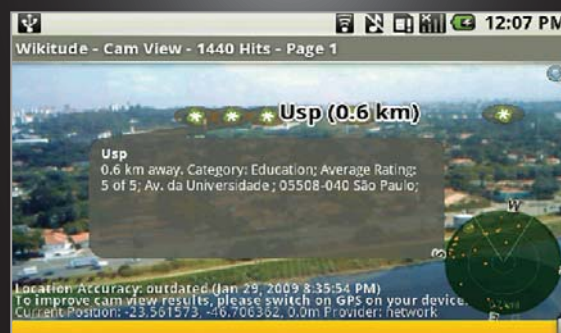 12:07 PM
Wikitude - Cam View - 1440 Hits - Page 1
Usp (0.6 km)
Usp
0.6 km away. Category: Education; Average Rating:
5 of 5; Av. da Universidade ; 05508-040 São Paulo;
W
S
Location Accuracy: outdated (Jan 29, 2009 8:35:54 PM)
To improve cam view results, please switch on GPS on your device.
Current Position: -23.561573, -46.706362, 0.0m Provider: network